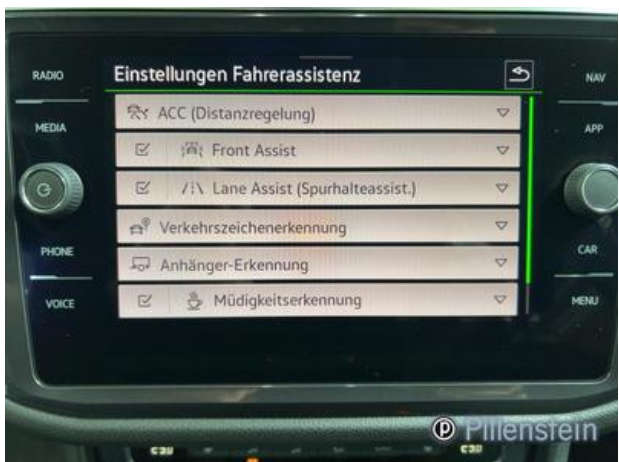 RADIO
MEDIA
PHONE
VOICE
Einstellungen Fahrerassistenz
ACC (Distanzregelung)
Front Assist
Lane Assist (Spurhalteassist.)
Verkehrszeichenerkennung
Anhänger-Erkennung
Müdigkeitserkennung
NAV
APP
CAR
MENU
P Pillenstein